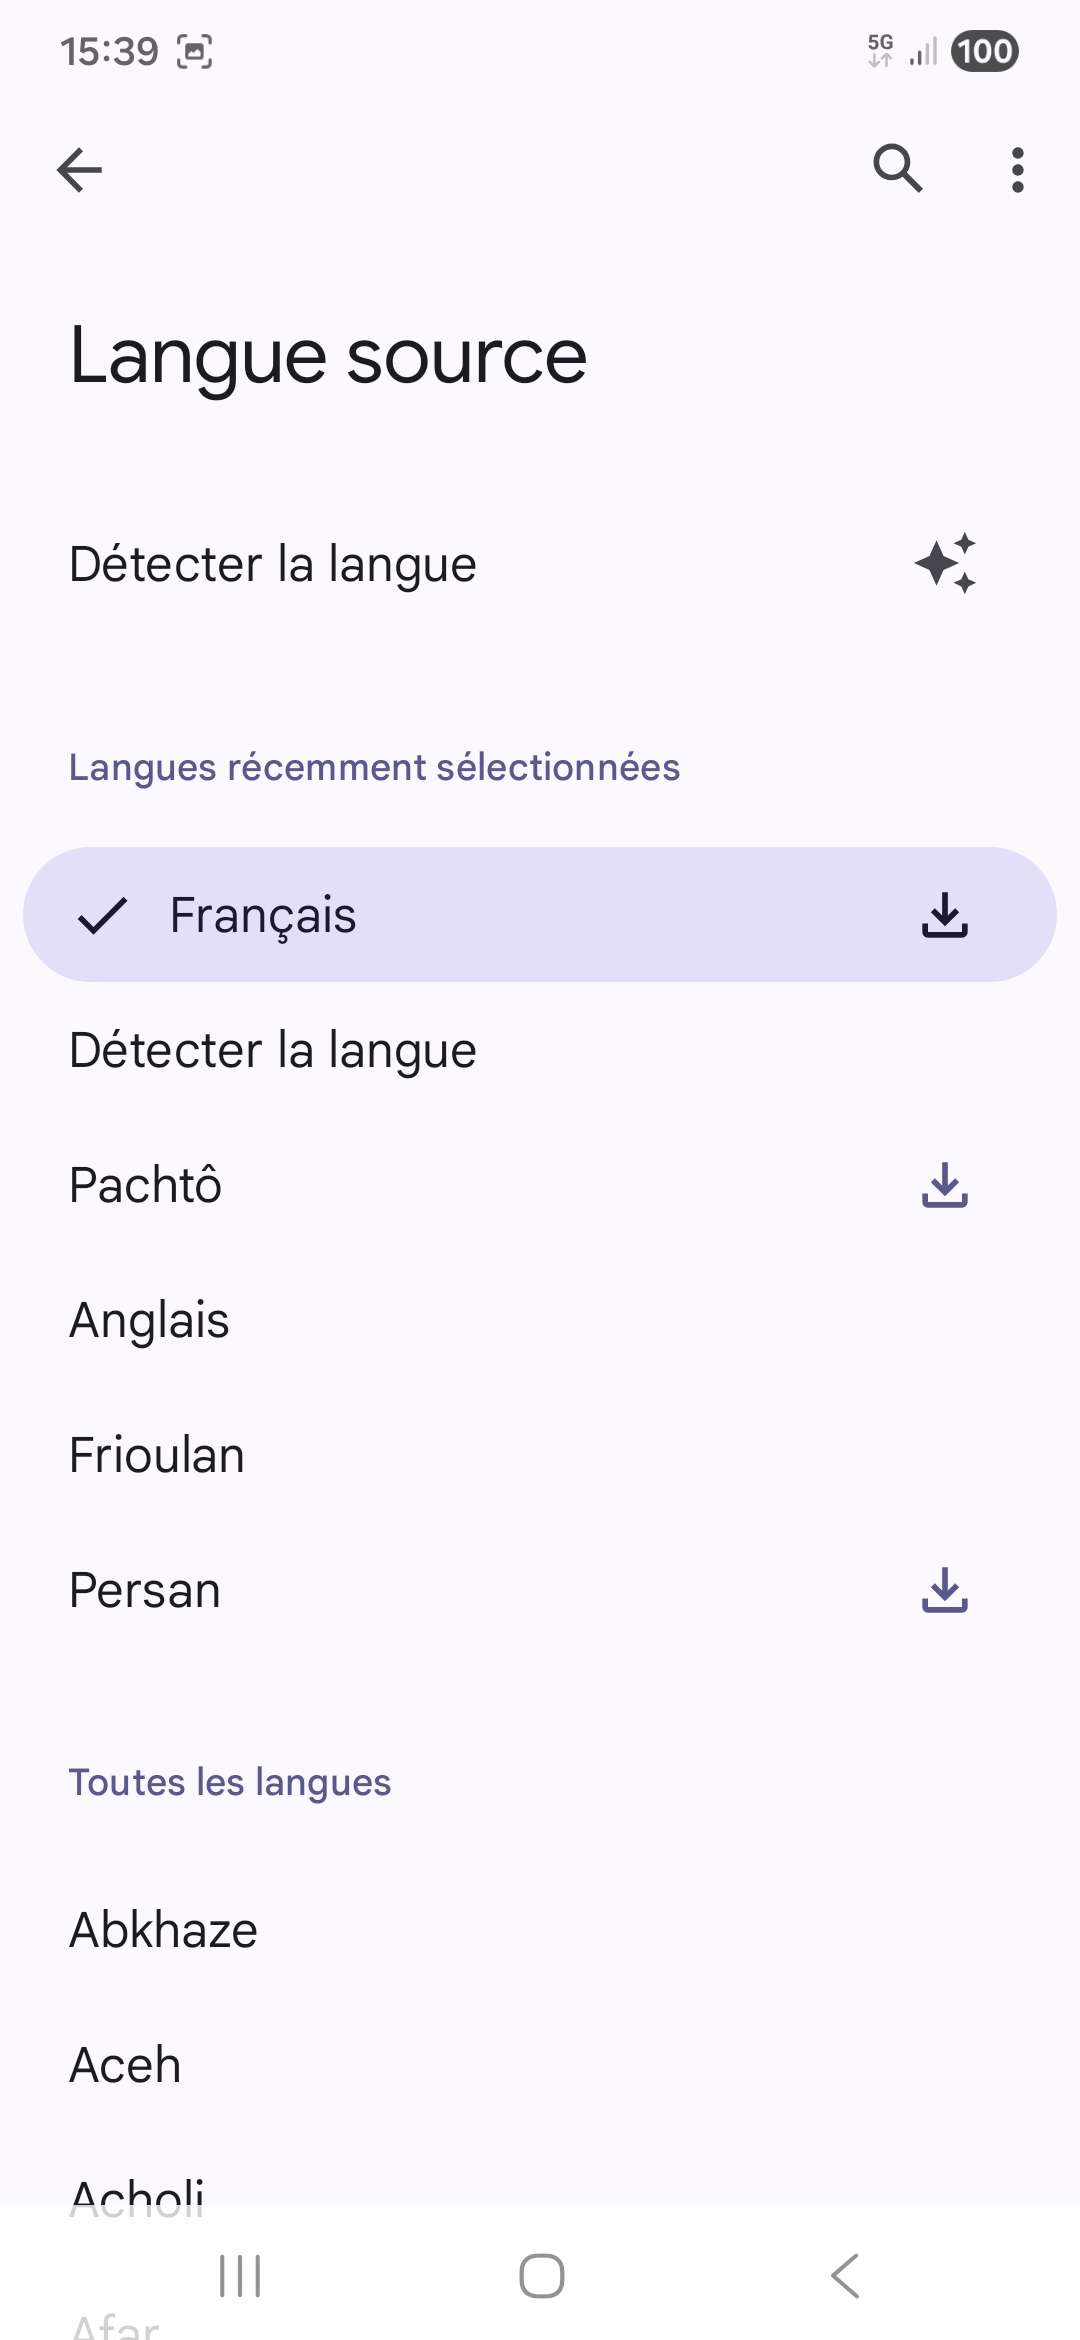 15:39
5G
100
Langue source
Détecter la langue
Langues récemment sélectionnées
Français
Détecter la langue
Pachtô
Anglais
Frioulan
Persan
Toutes les langues
Abkhaze
Aceh
Acholi
Afar